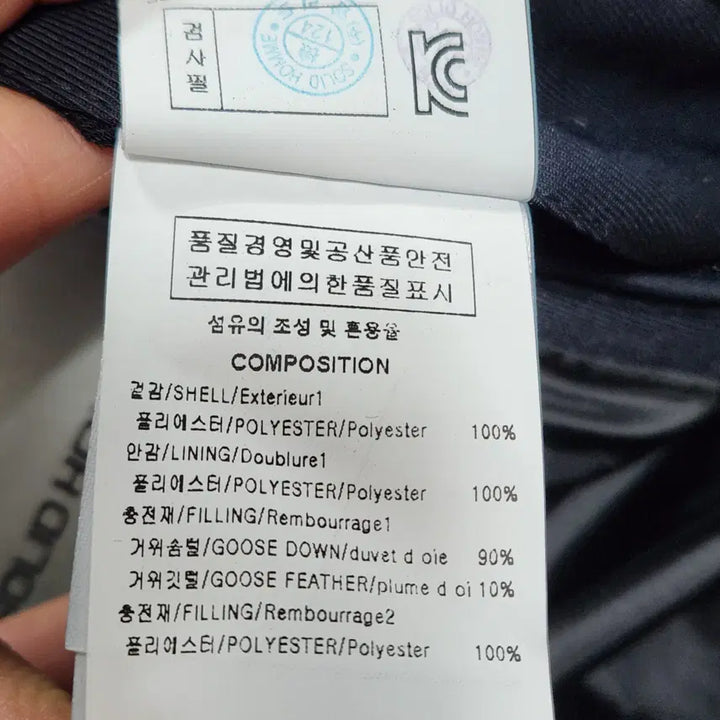 검
사
필
124
SOLID HOMME
품질경영및공산품안전
관리법에의한품질표시
섬유의 조성 및 혼용율
COMPOSITION
겉감/SHELL/Exterieur1
폴리에스터/POLYESTER/Polyester 100%
안감/LINING/Doublure1
폴리에스터/POLYESTER/Polyester 100%
충전재/FILLING/Rembourrage1
거위솜털/GOOSE DOWN/duvet d oie 90%
거위깃털/GOOSE FEATHER/plume d oi 10%
충전재/FILLING/Rembourrage2
폴리에스터/POLYESTER/Polyester 100%